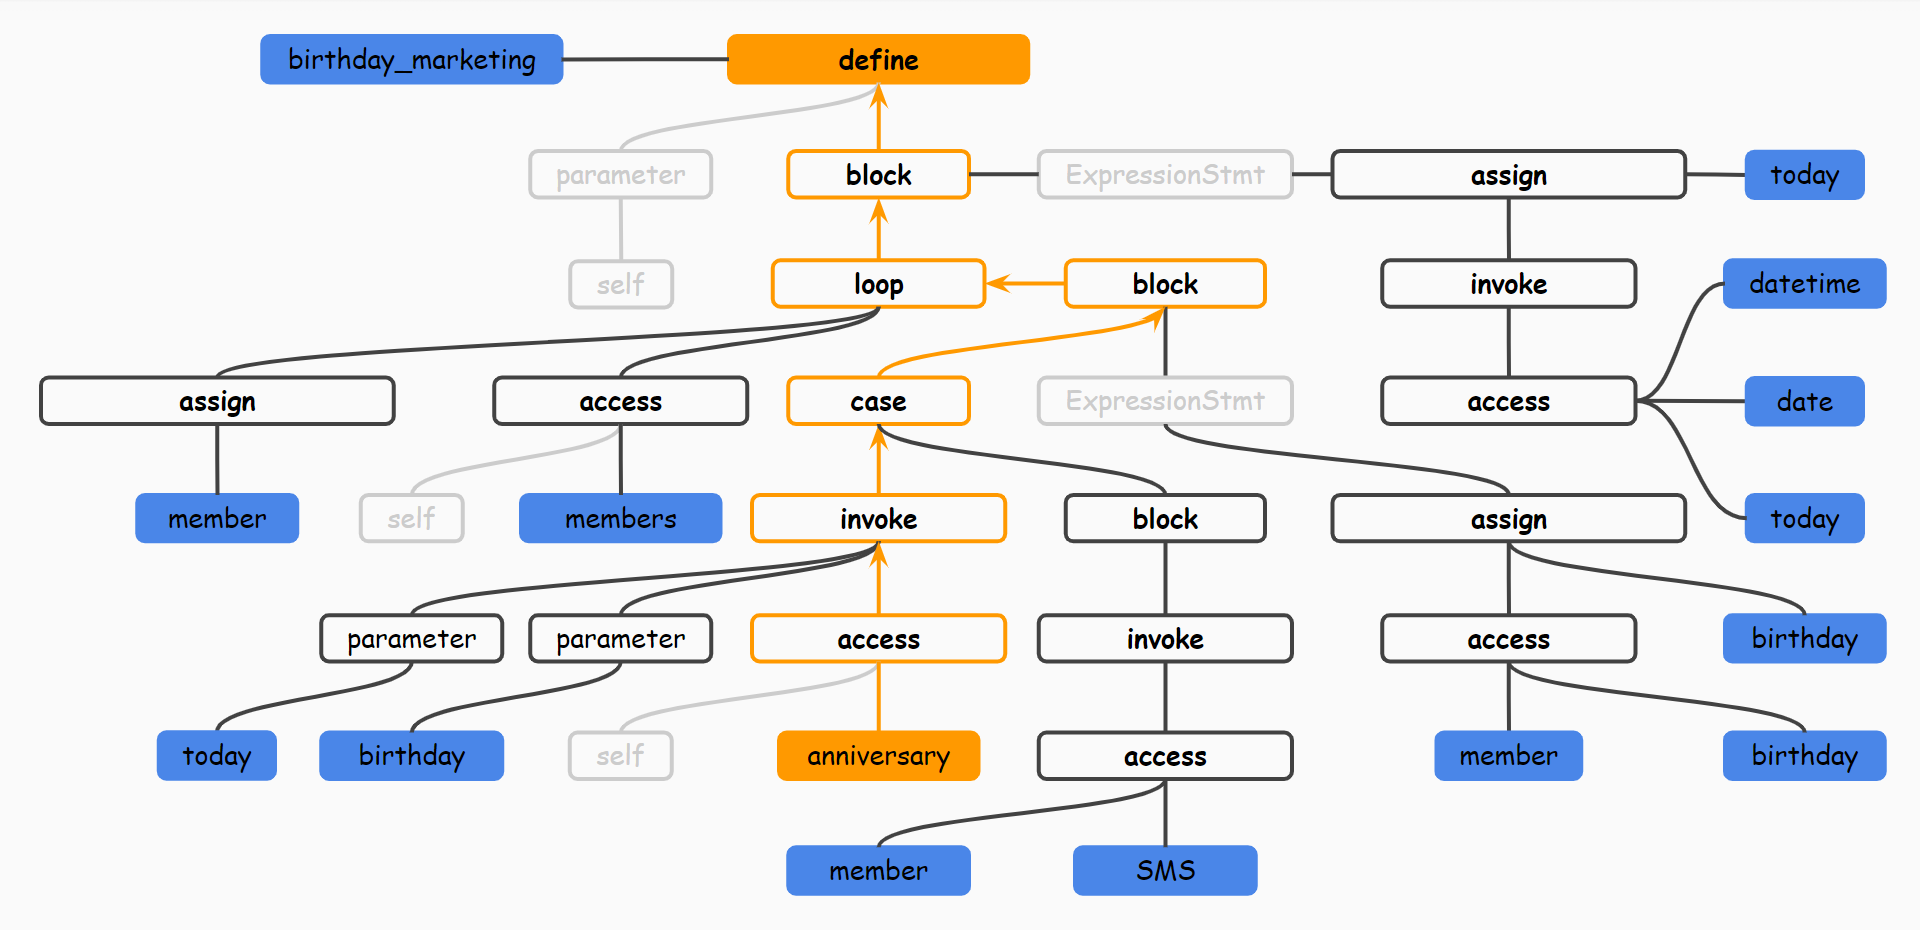 birthday_marketing
define
parameter
block
ExpressionStmt
assign
today
self
loop
block
invoke
datetime
assign
access
case
ExpressionStmt
access
date
member
self
members
invoke
block
assign
today
parameter
parameter
access
invoke
access
birthday
today
birthday
self
anniversary
access
member
birthday
member
SMS